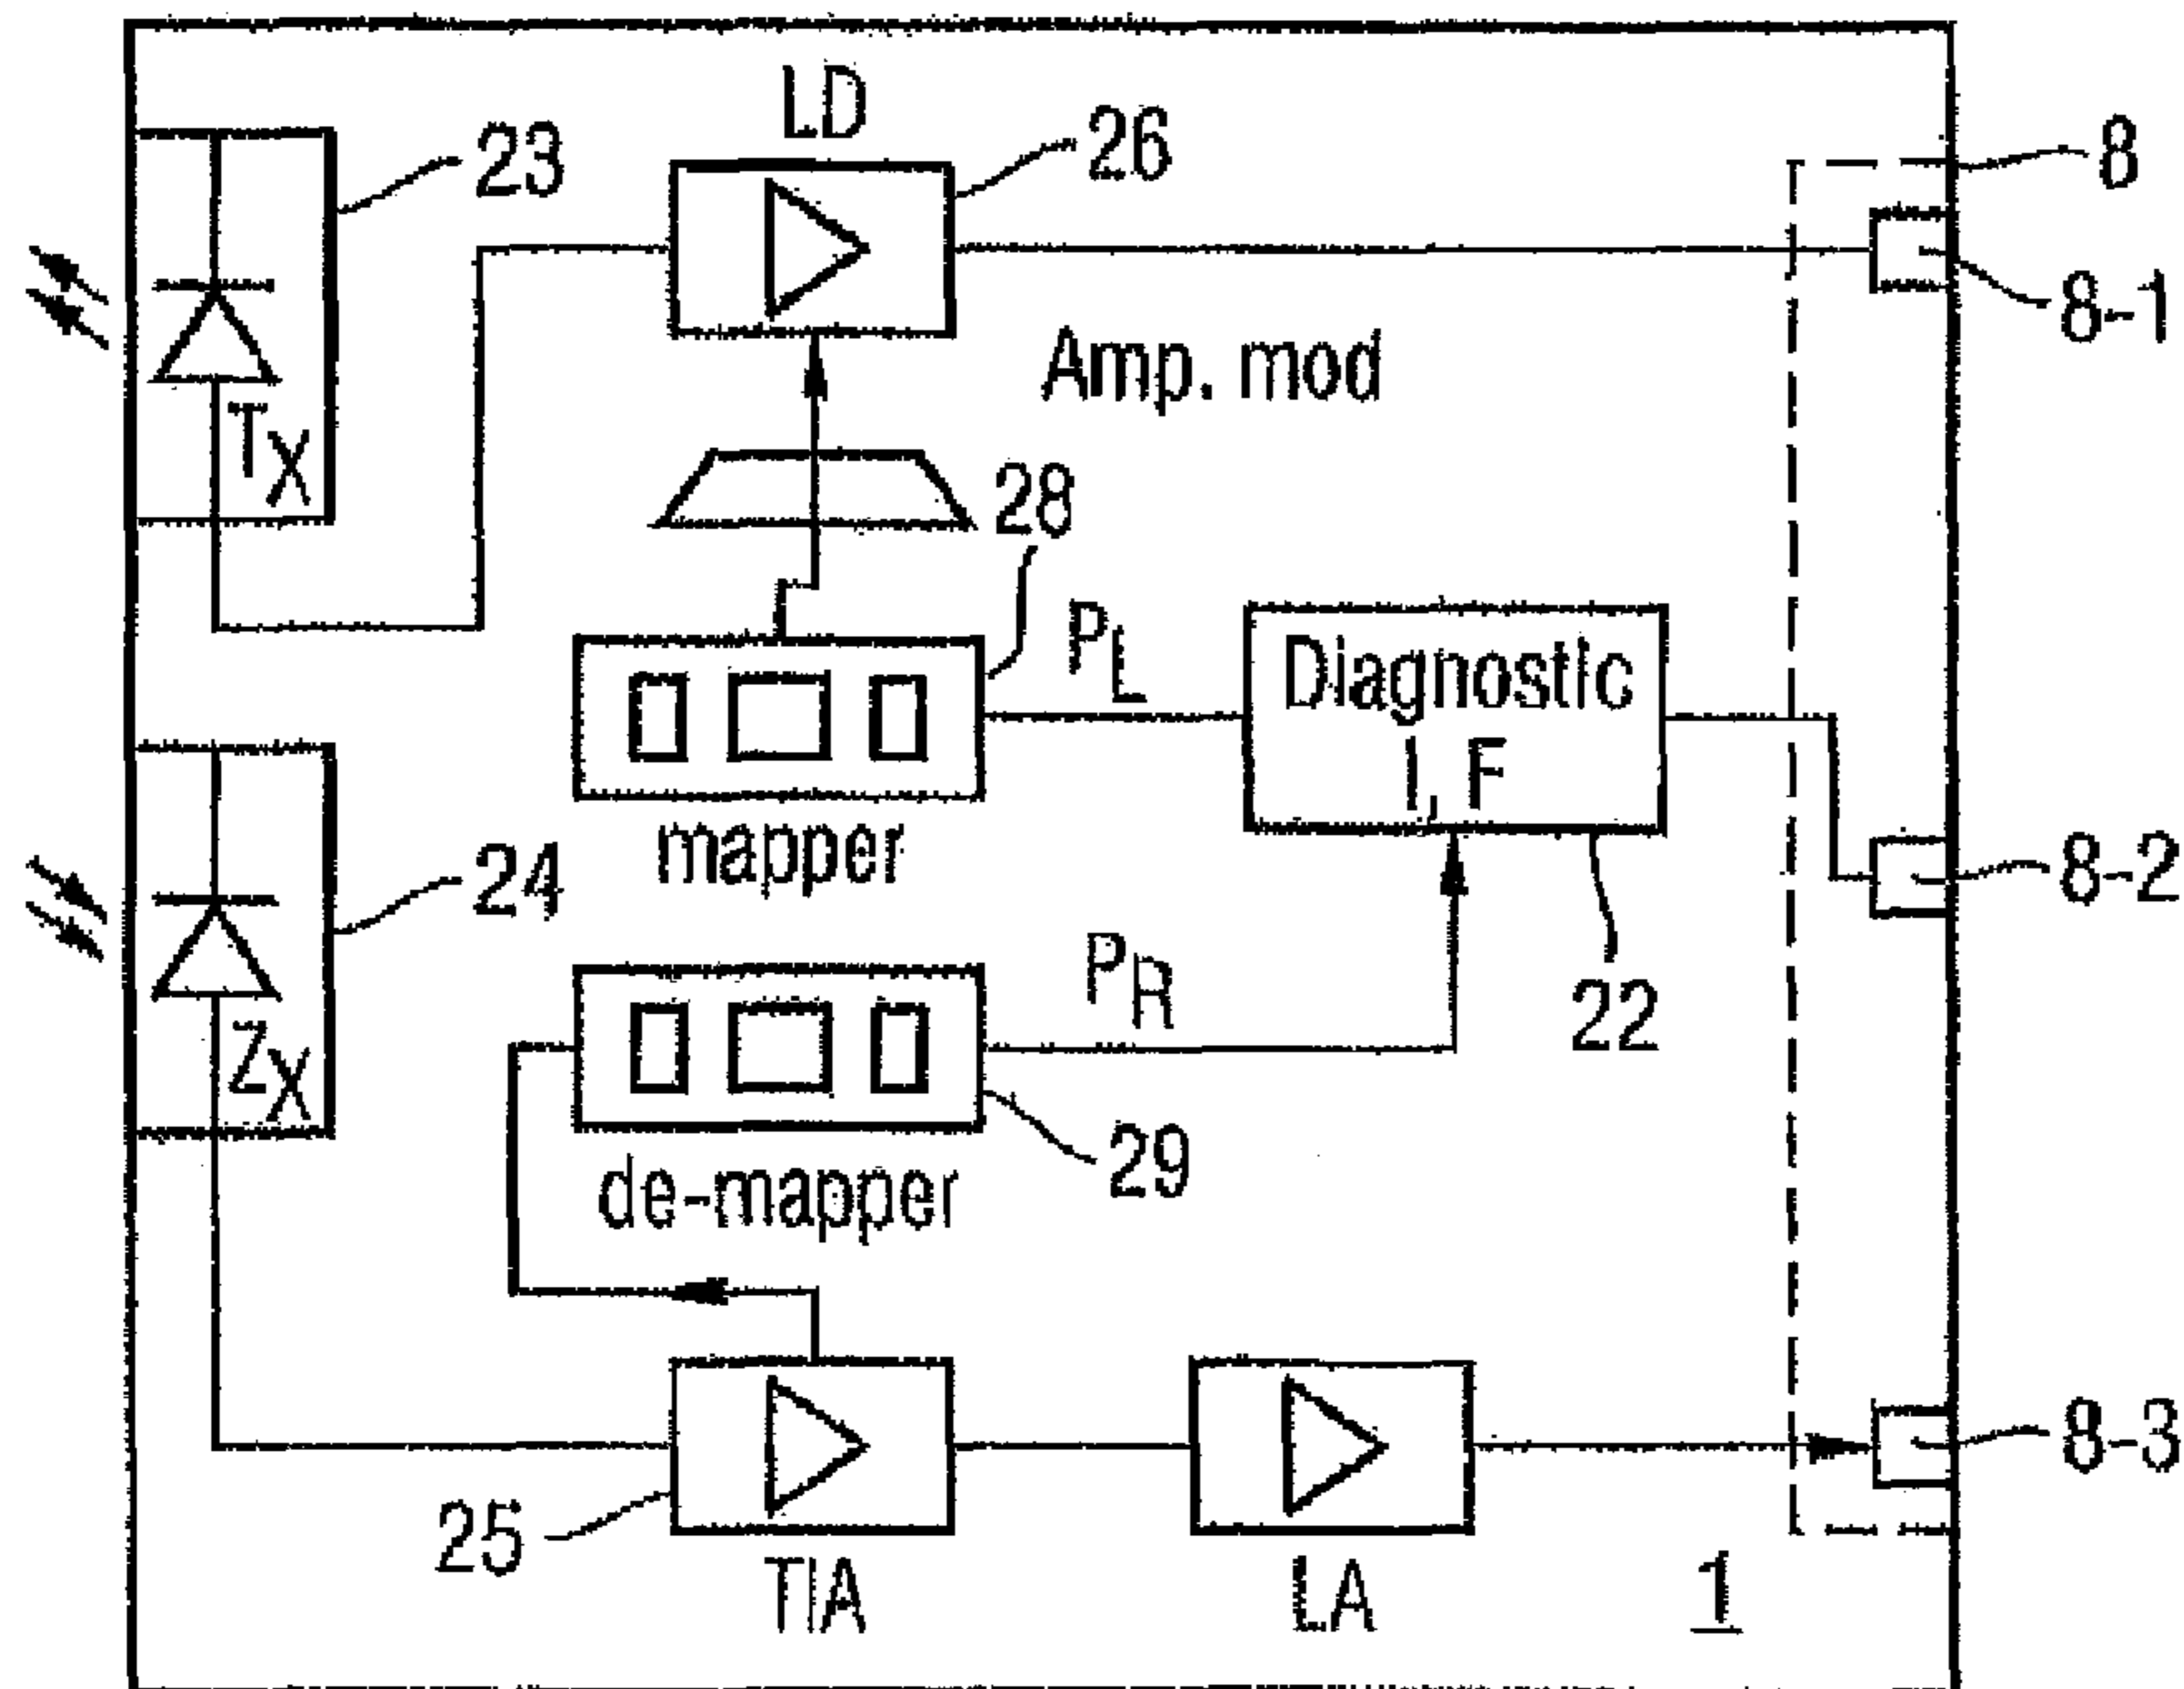 LD
23
26
8
8-1
Amp. mod
TX
28
PL
Diagnostic
I, F
mapper
24
8-2
PR
22
ZX
29
de-mapper
8-3
25
TIA
LA
1